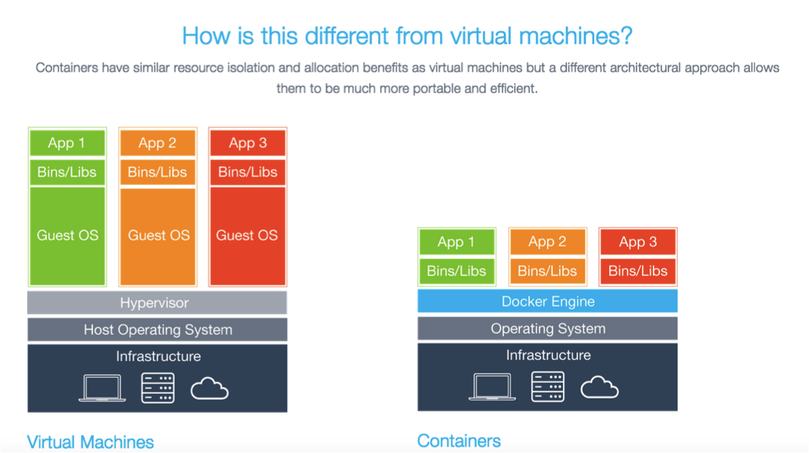 How is this different from virtual machines?
Containers have similar resource isolation and allocation benefits as virtual machines but a different architectural approach allows
them to be much more portable and efficient.
App 1
App 2
App 3
Bins/Libs
Bins/Libs
Bins/Libs
Guest OS
Guest OS
Guest OS
Hypervisor
Host Operating System
Infrastructure
Virtual Machines
App 1
App 2
App 3
Bins/Libs
Bins/Libs
Bins/Libs
Docker Engine
Operating System
Infrastructure
Containers